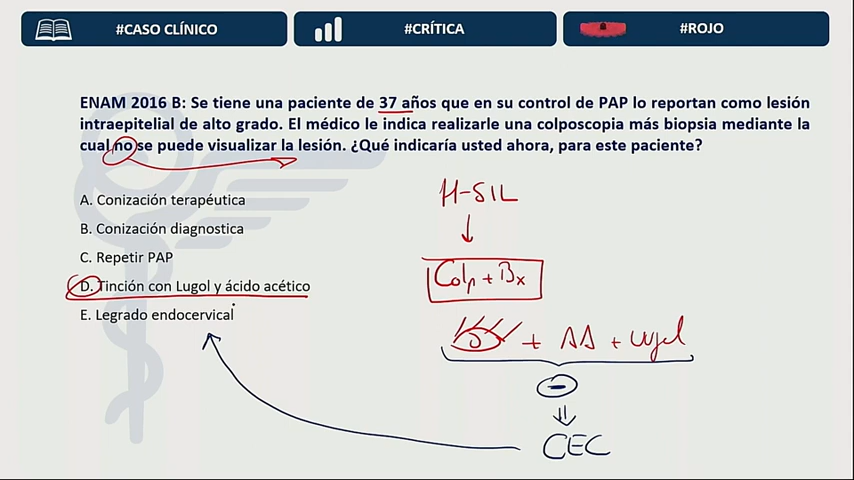 #CASO CLÍNICO
#CRÍTICA
#ROJO
ENAM 2016 B: Se tiene una paciente de 37 años que en su control de PAP lo reportan como lesión
intraepitelial de alto grado. El médico le indica realizarle una colposcopia más biopsia mediante la
cual no se puede visualizar la lesión. ¿Qué indicaría usted ahora, para este paciente?
A. Conización terapéutica
B. Conización diagnostica
C. Repetir PAP
D. Tinción con Lugol y ácido acético
E. Legrado endocervical
H-SIL
Colp + Bx
+ AA + lugol
-
CEC